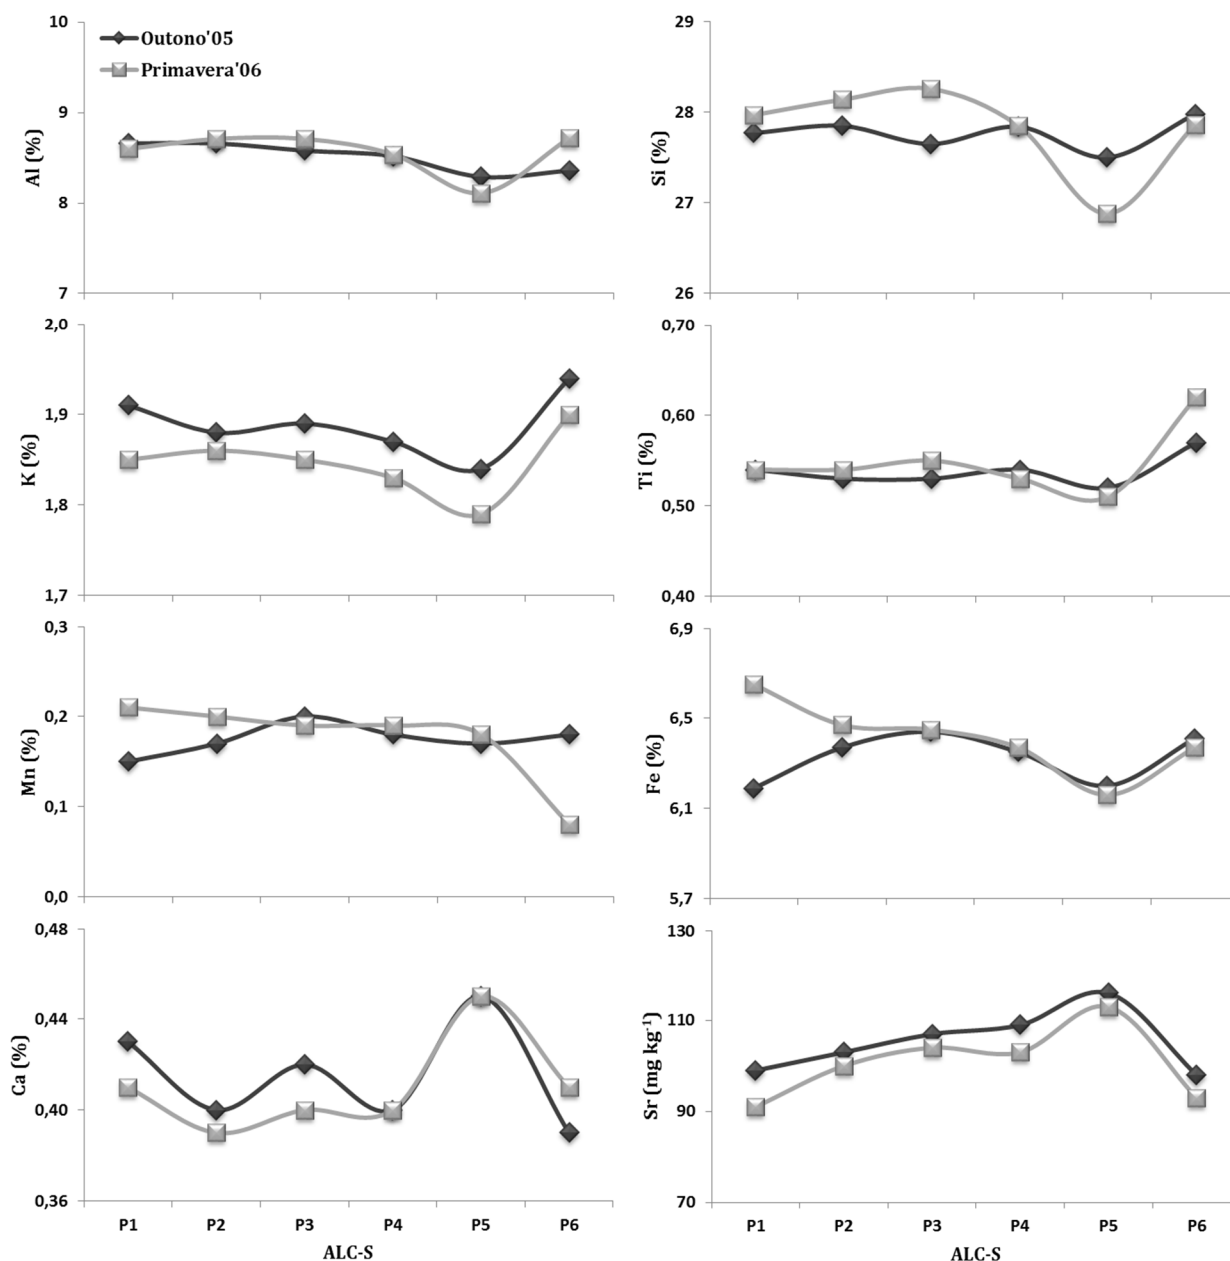 Outono'05
Primavera'06
Al (%)
10
9
8
7
Si (%)
29
28
27
26
K (%)
2,0
1,9
1,8
1,7
Ti (%)
0,70
0,60
0,50
0,40
Mn (%)
0,3
0,2
0,1
0,0
Fe (%)
6,9
6,5
6,1
5,7
Ca (%)
0,48
0,44
0,40
0,36
P1 P2 P3 P4 P5 P6
ALC-S
Sr (mg kg⁻¹)
130
110
90
70
P1 P2 P3 P4 P5 P6
ALC-S